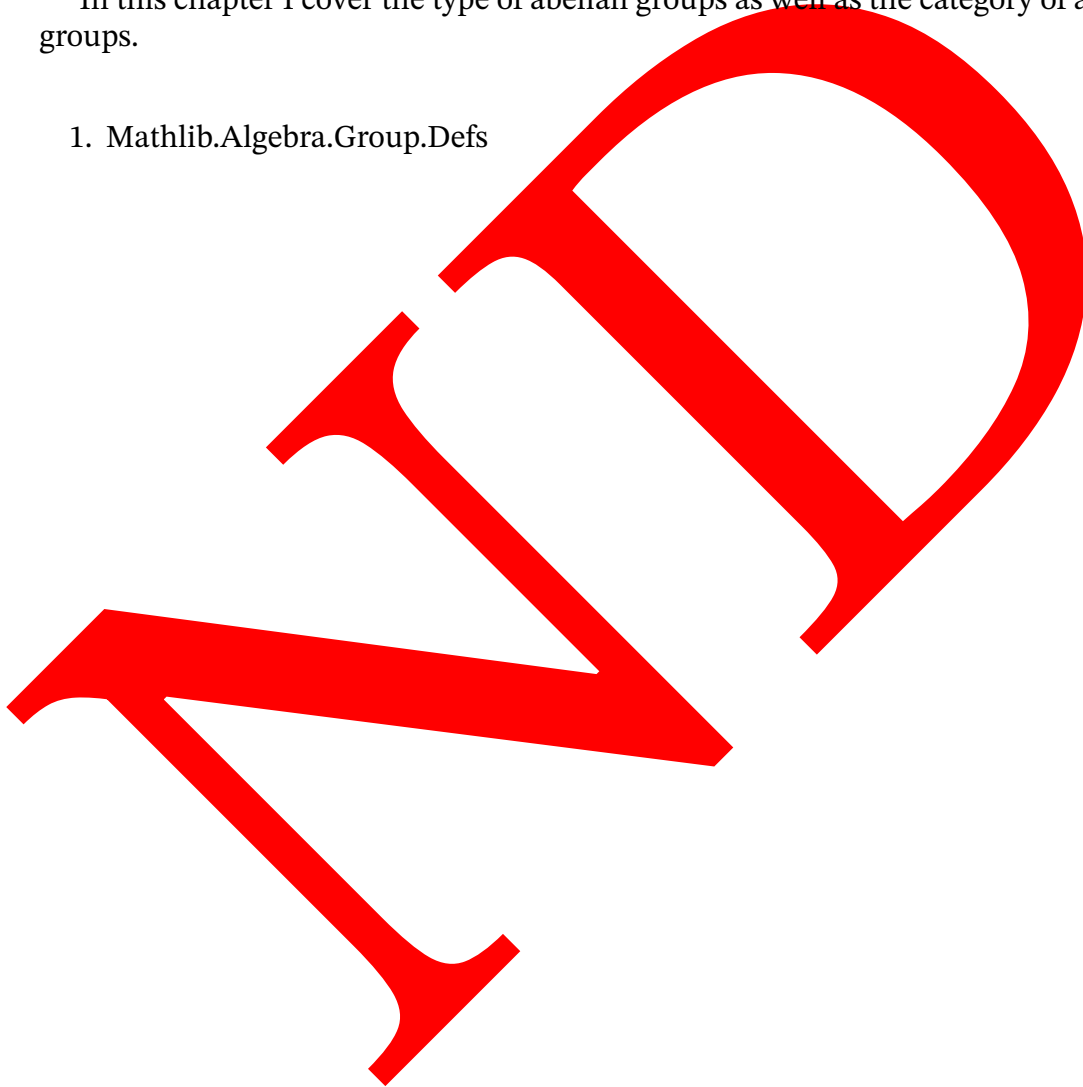 In this chapter I cover the type of abelian groups as well as the category of
groups.
1. Mathlib.Algebra.Group.Defs
ND